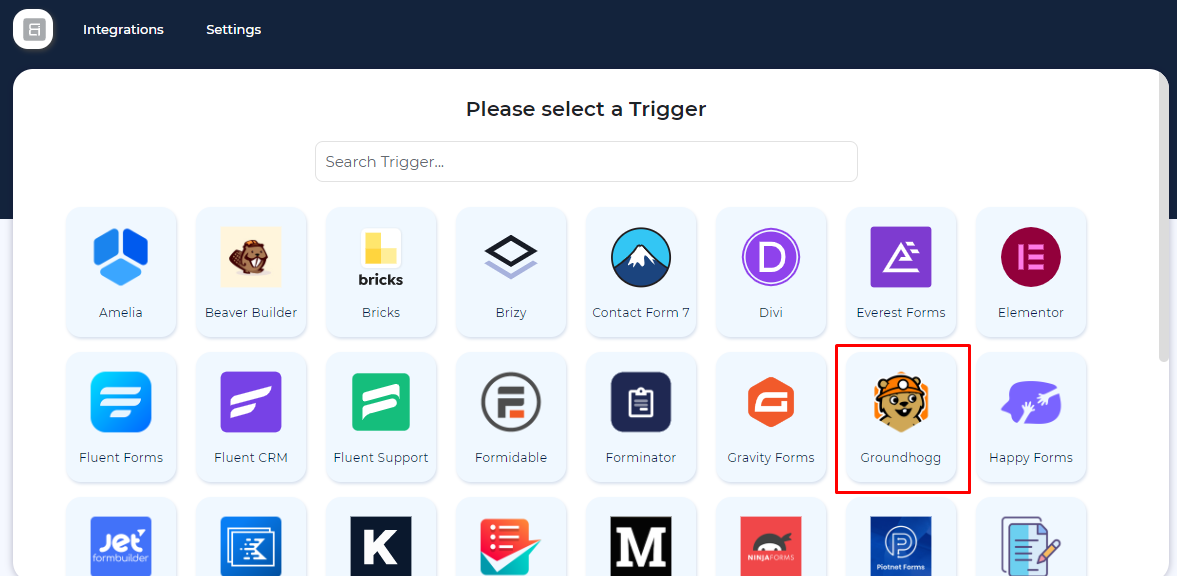 Integrations Settings
Please select a Trigger
Search Trigger...
bricks
Amelia Beaver Builder Bricks Brizy Contact Form 7 Divi Everest Forms Elementor
Fluent Forms Fluent CRM Fluent Support Formidable Forminator Gravity Forms Groundhogg Happy Forms
Jet
formbuilder
K
M
NINJAFORMS
Piotnet Forms